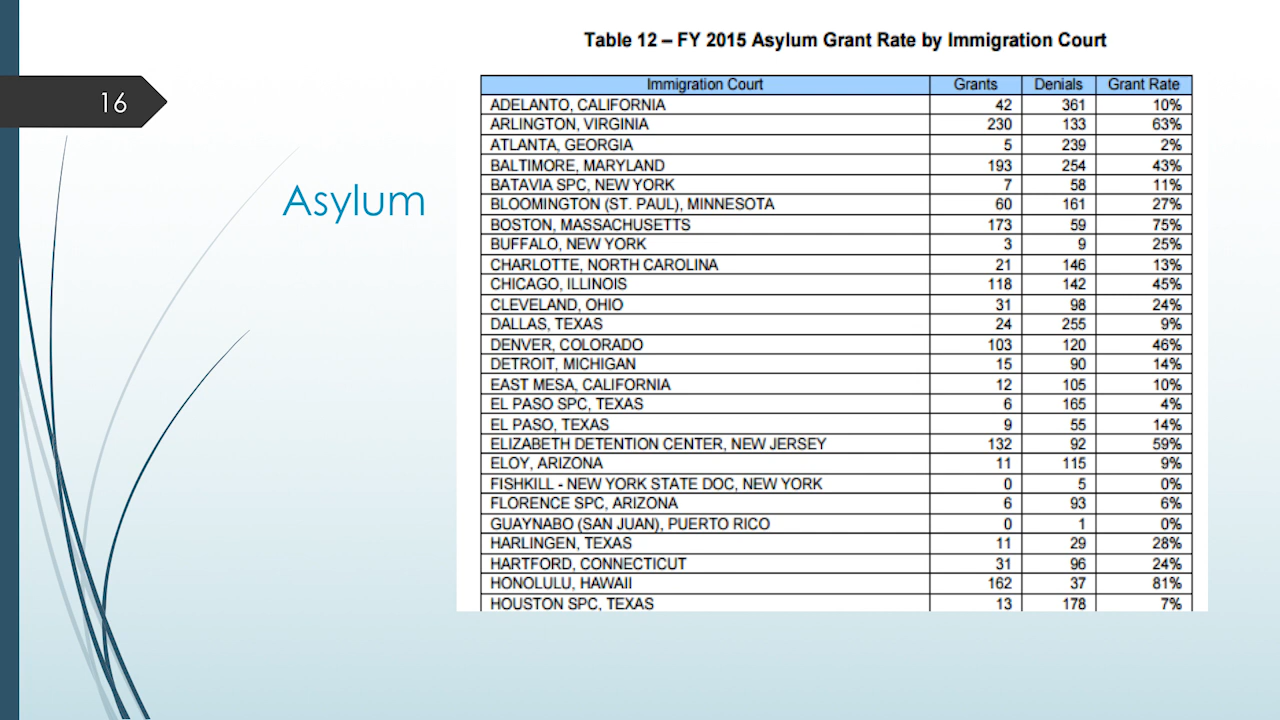 16
Asylum
Table 12 – FY 2015 Asylum Grant Rate by Immigration Court
Immigration Court Grants Denials Grant Rate
ADELANTO, CALIFORNIA 42 361 10%
ARLINGTON, VIRGINIA 230 133 63%
ATLANTA, GEORGIA 5 239 2%
BALTIMORE, MARYLAND 193 254 43%
BATAVIA SPC, NEW YORK 7 58 11%
BLOOMINGTON (ST. PAUL), MINNESOTA 60 161 27%
BOSTON, MASSACHUSETTS 173 59 75%
BUFFALO, NEW YORK 3 9 25%
CHARLOTTE, NORTH CAROLINA 21 146 13%
CHICAGO, ILLINOIS 118 142 45%
CLEVELAND, OHIO 31 98 24%
DALLAS, TEXAS 24 255 9%
DENVER, COLORADO 103 120 46%
DETROIT, MICHIGAN 15 90 14%
EAST MESA, CALIFORNIA 12 105 10%
EL PASO SPC, TEXAS 6 165 4%
EL PASO, TEXAS 9 55 14%
ELIZABETH DETENTION CENTER, NEW JERSEY 132 92 59%
ELOY, ARIZONA 11 115 9%
FISHKILL - NEW YORK STATE DOC, NEW YORK 0 5 0%
FLORENCE SPC, ARIZONA 6 93 6%
GUAYNABO (SAN JUAN), PUERTO RICO 0 1 0%
HARLINGEN, TEXAS 11 29 28%
HARTFORD, CONNECTICUT 31 96 24%
HONOLULU, HAWAII 162 37 81%
HOUSTON SPC, TEXAS 13 178 7%